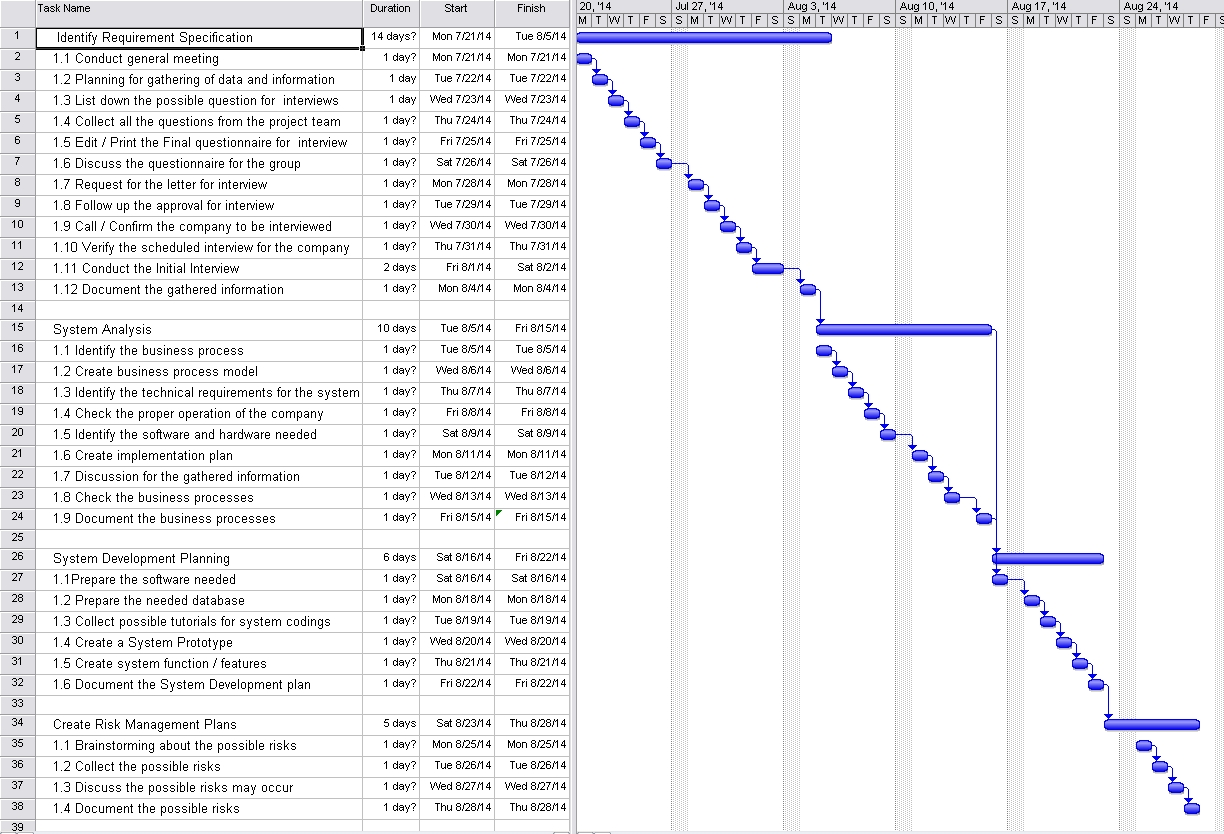 Task Name Duration Start Finish 20, '14 Jul 27, '14 Aug 3, '14 Aug 10, '14 Aug 17, '14 Aug 24, '14
M T W T F S S M T W T F S S M T W T F S S M T W T F S S M T W T F S S M T W T F S
1 Identify Requirement Specification 14 days? Mon 7/21/14 Tue 8/5/14
2 1.1 Conduct general meeting 1 day? Mon 7/21/14 Mon 7/21/14
3 1.2 Planning for gathering of data and information 1 day Tue 7/22/14 Tue 7/22/14
4 1.3 List down the possible question for interviews 1 day Wed 7/23/14 Wed 7/23/14
5 1.4 Collect all the questions from the project team 1 day? Thu 7/24/14 Thu 7/24/14
6 1.5 Edit / Print the Final questionnaire for interview 1 day? Fri 7/25/14 Fri 7/25/14
7 1.6 Discuss the questionnaire for the group 1 day? Sat 7/26/14 Sat 7/26/14
8 1.7 Request for the letter for interview 1 day? Mon 7/28/14 Mon 7/28/14
9 1.8 Follow up the approval for interview 1 day? Tue 7/29/14 Tue 7/29/14
10 1.9 Call / Confirm the company to be interviewed 1 day? Wed 7/30/14 Wed 7/30/14
11 1.10 Verify the scheduled interview for the company 1 day? Thu 7/31/14 Thu 7/31/14
12 1.11 Conduct the Initial Interview 2 days Fri 8/1/14 Sat 8/2/14
13 1.12 Document the gathered information 1 day? Mon 8/4/14 Mon 8/4/14
14
15 System Analysis 10 days Tue 8/5/14 Fri 8/15/14
16 1.1 Identify the business process 1 day? Tue 8/5/14 Tue 8/5/14
17 1.2 Create business process model 1 day? Wed 8/6/14 Wed 8/6/14
18 1.3 Identify the technical requirements for the system 1 day? Thu 8/7/14 Thu 8/7/14
19 1.4 Check the proper operation of the company 1 day? Fri 8/8/14 Fri 8/8/14
20 1.5 Identify the software and hardware needed 1 day? Sat 8/9/14 Sat 8/9/14
21 1.6 Create implementation plan 1 day? Mon 8/11/14 Mon 8/11/14
22 1.7 Discussion for the gathered information 1 day? Tue 8/12/14 Tue 8/12/14
23 1.8 Check the business processes 1 day? Wed 8/13/14 Wed 8/13/14
24 1.9 Document the business processes 1 day? Fri 8/15/14 Fri 8/15/14
25
26 System Development Planning 6 days Sat 8/16/14 Fri 8/22/14
27 1.1Prepare the software needed 1 day? Sat 8/16/14 Sat 8/16/14
28 1.2 Prepare the needed database 1 day? Mon 8/18/14 Mon 8/18/14
29 1.3 Collect possible tutorials for system codings 1 day? Tue 8/19/14 Tue 8/19/14
30 1.4 Create a System Prototype 1 day? Wed 8/20/14 Wed 8/20/14
31 1.5 Create system function / features 1 day? Thu 8/21/14 Thu 8/21/14
32 1.6 Document the System Development plan 1 day? Fri 8/22/14 Fri 8/22/14
33
34 Create Risk Management Plans 5 days Sat 8/23/14 Thu 8/28/14
35 1.1 Brainstorming about the possible risks 1 day? Mon 8/25/14 Mon 8/25/14
36 1.2 Collect the possible risks 1 day? Tue 8/26/14 Tue 8/26/14
37 1.3 Discuss the possible risks may occur 1 day? Wed 8/27/14 Wed 8/27/14
38 1.4 Document the possible risks 1 day? Thu 8/28/14 Thu 8/28/14
39